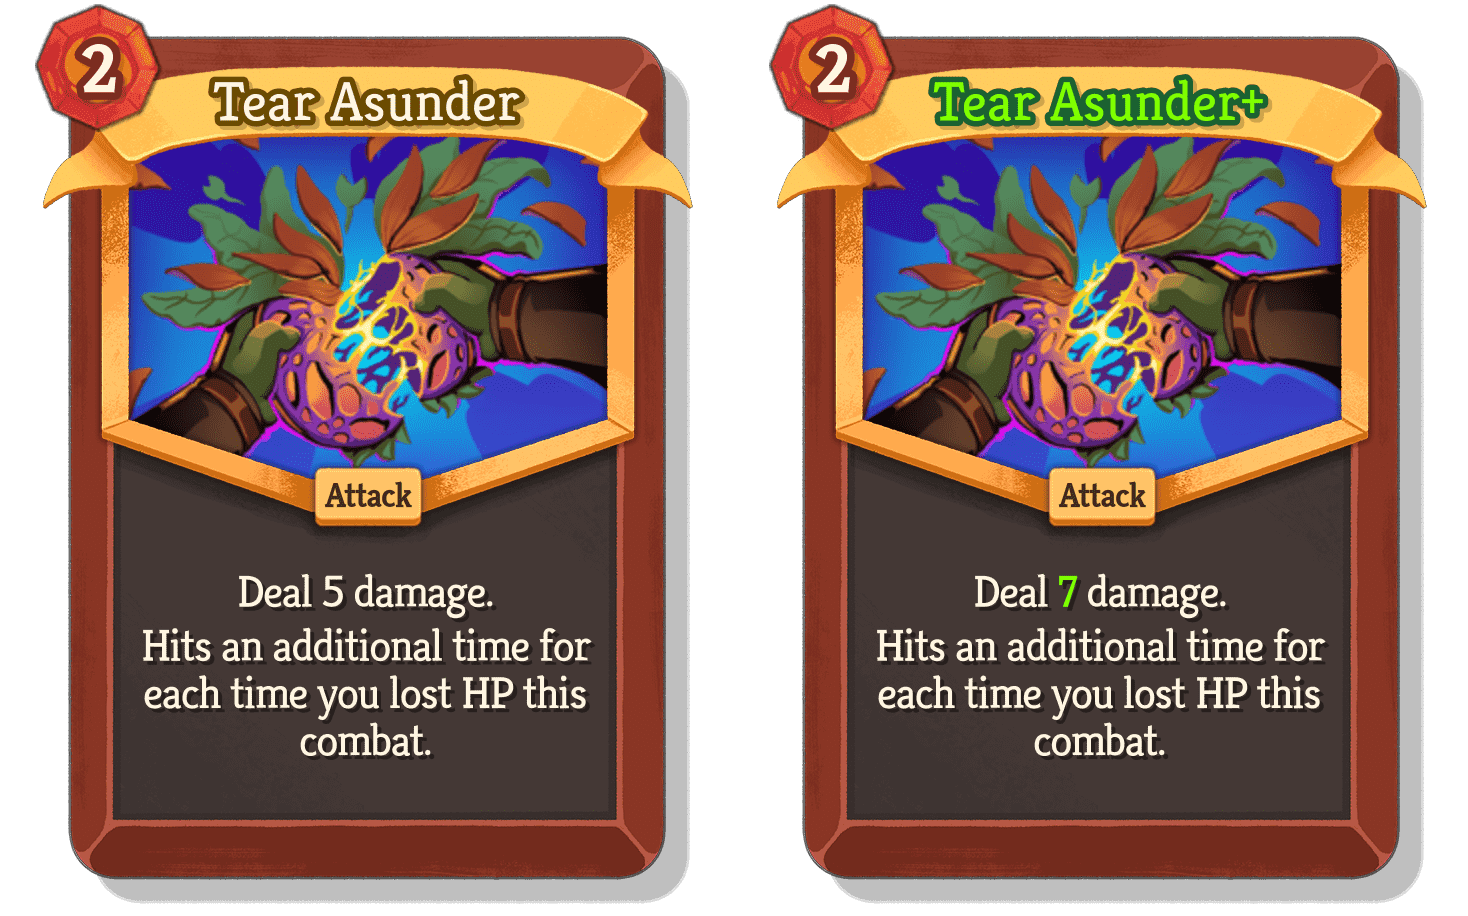 2
Tear Asunder
Attack
Deal 5 damage.
Hits an additional time for
each time you lost HP this
combat.
2
Tear Asunder+
Attack
Deal 7 damage.
Hits an additional time for
each time you lost HP this
combat.